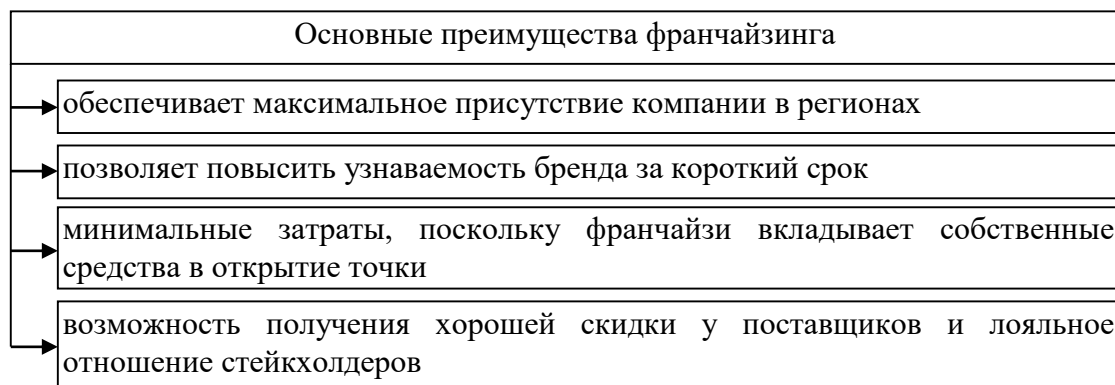 Основные преимущества франчайзинга
обеспечивает максимальное присутствие компании в регионах
позволяет повысить узнаваемость бренда за короткий срок
минимальные затраты, поскольку франчайзи вкладывает собственные
средства в открытие точки
возможность получения хорошей скидки у поставщиков и лояльное
отношение стейкхолдеров